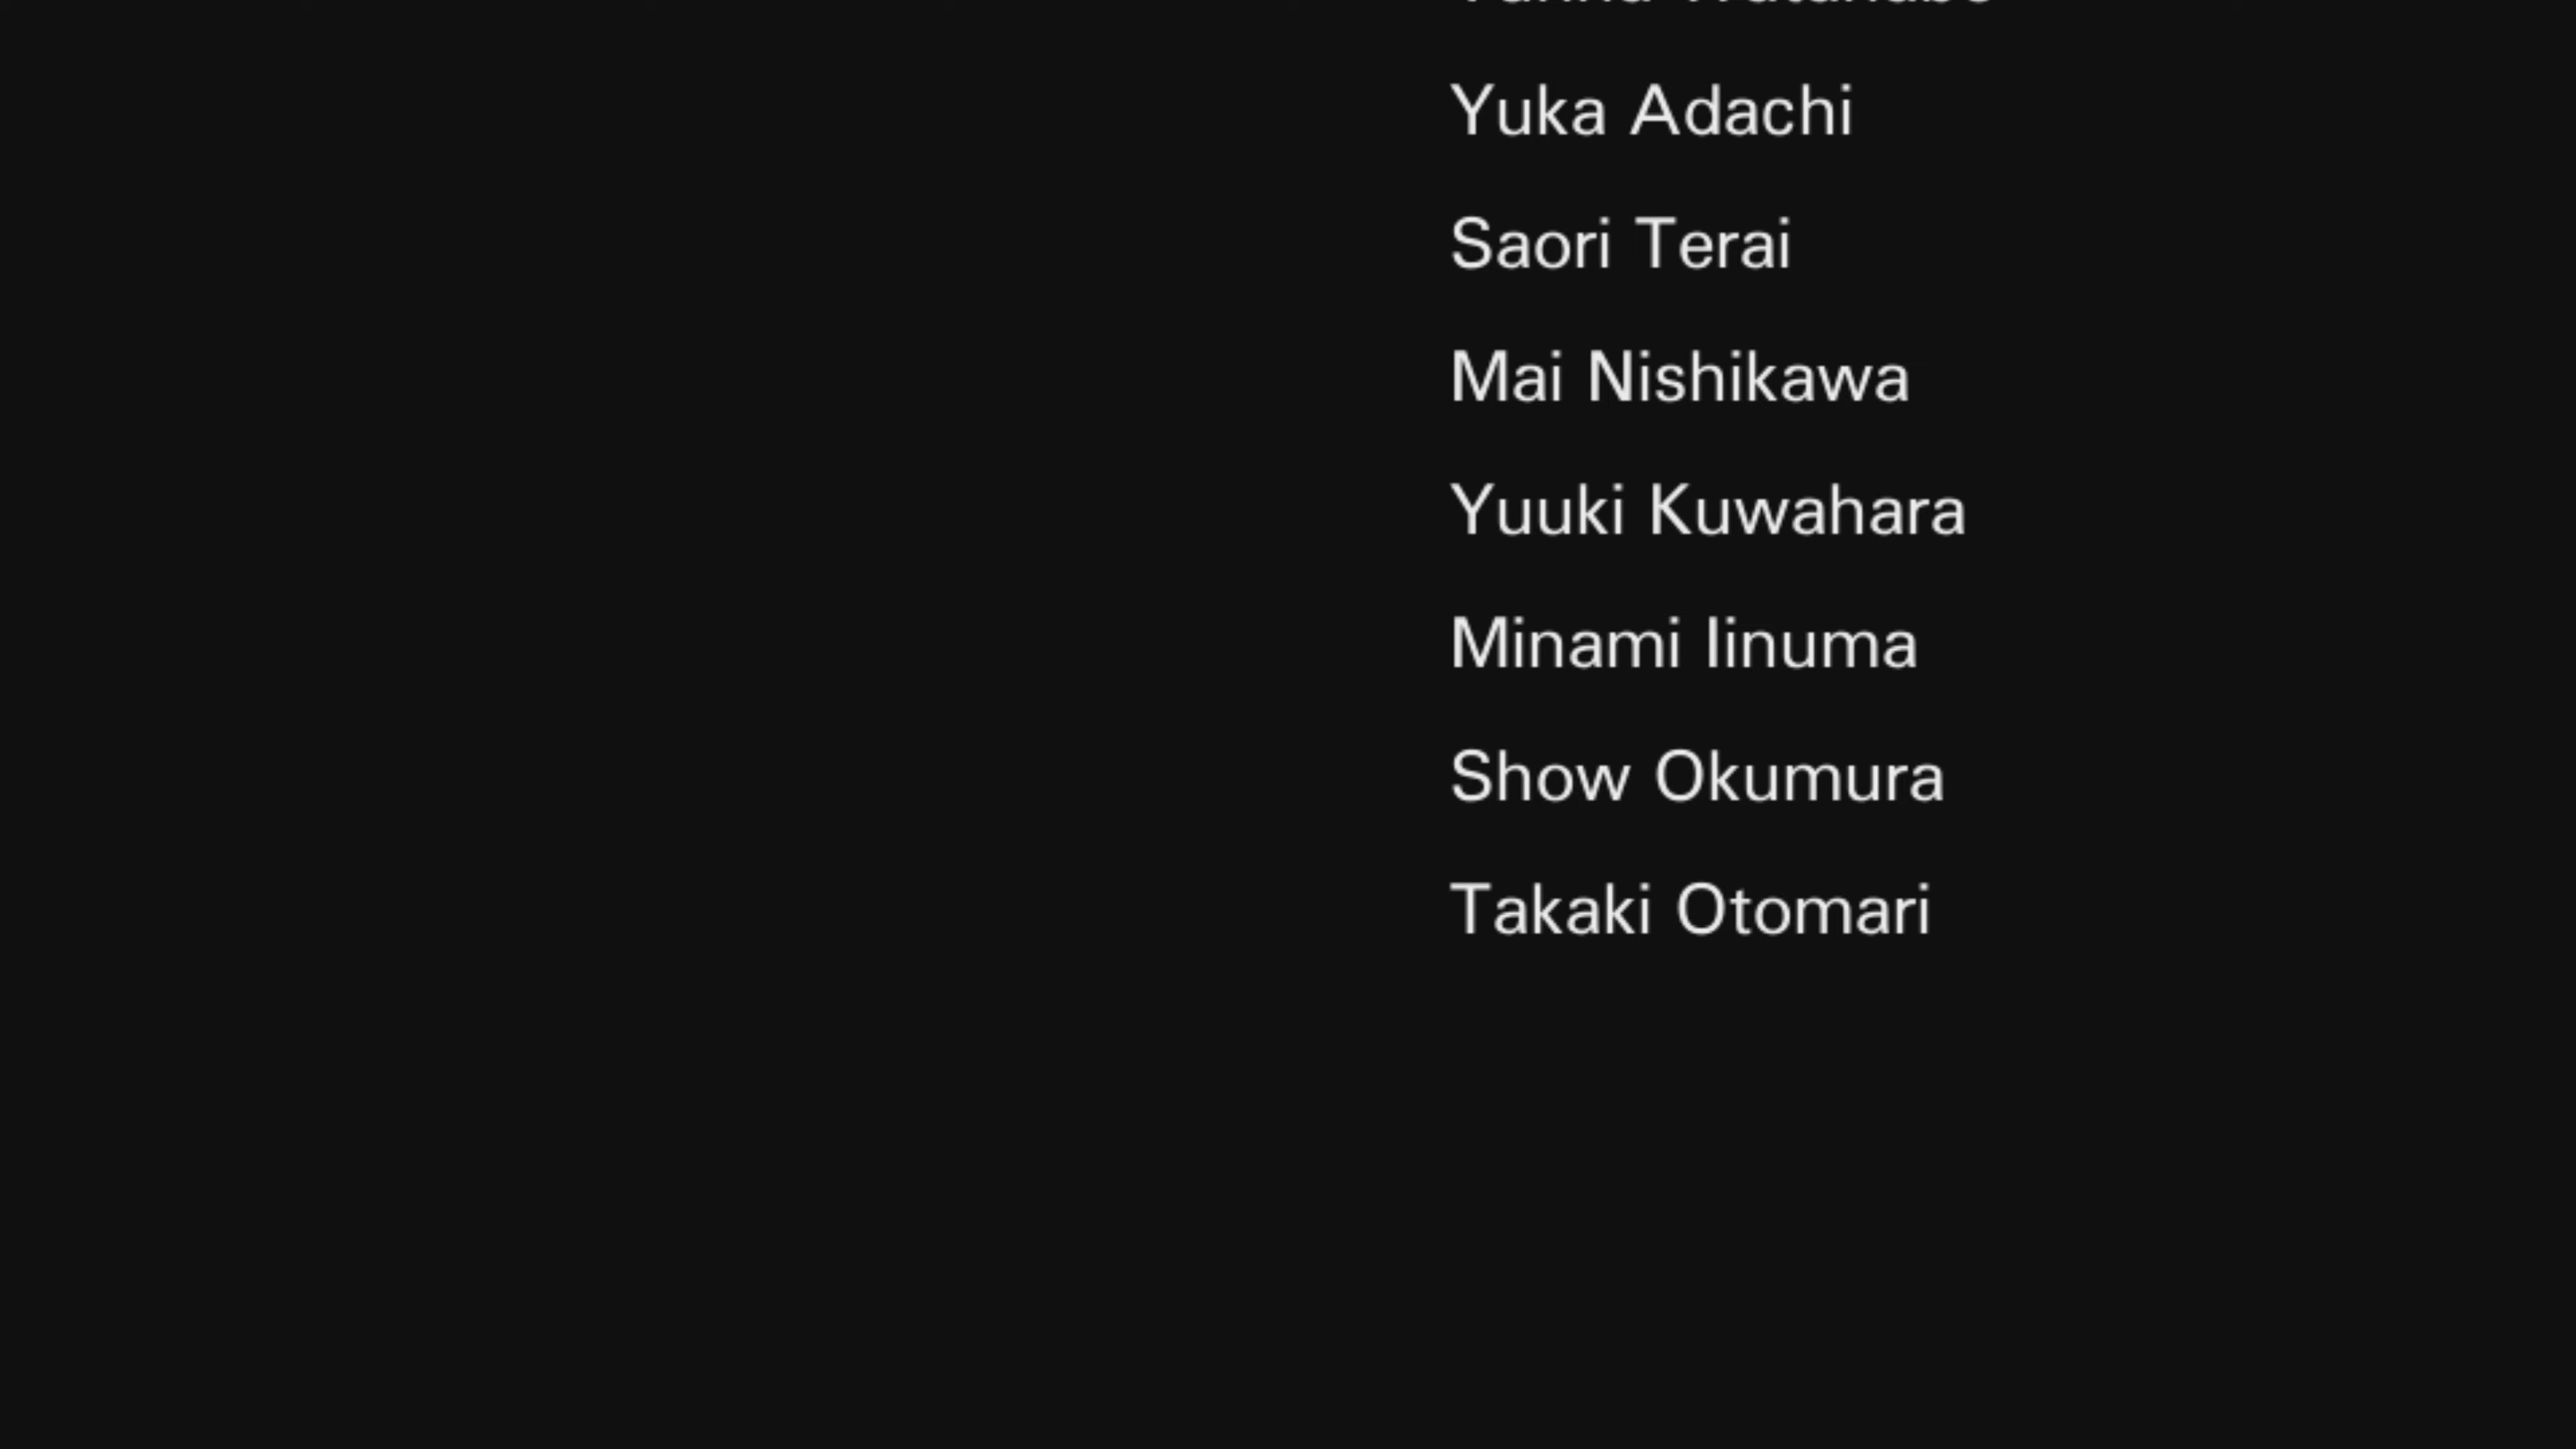 Yuka Adachi
Saori Terai
Mai Nishikawa
Yuuki Kuwahara
Minami Iinuma
Show Okumura
Takaki Otomari